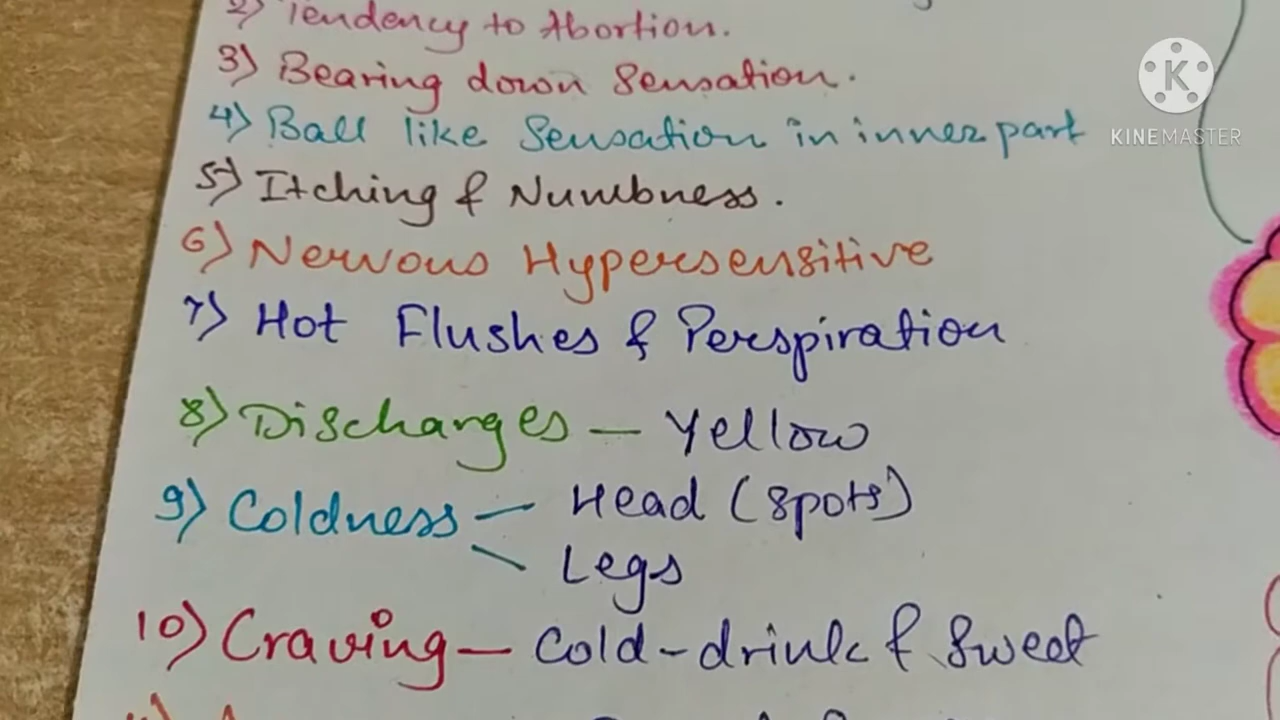 2) Tendency to Abortion.
3) Bearing down Sensation.
4) Ball like Sensation in inner part
5) Itching & Numbness.
6) Nervous Hypersensitive
7) Hot Flushes & Perspiration
8) Discharges — Yellow
9) Coldness — Head (spots)
Legs
10) Craving — Cold-drink & Sweet
K
KINEMASTER